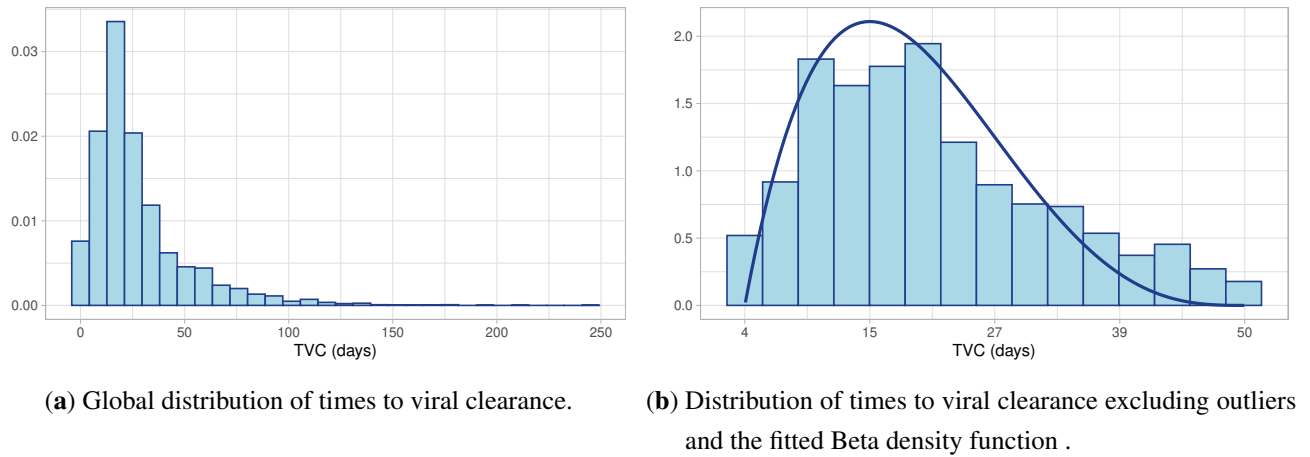 0.03
0.02
0.01
0.00
0 50 100 150 200 250
TVC (days)
(a) Global distribution of times to viral clearance.
2.0
1.5
1.0
0.5
0.0
4 15 27 39 50
TVC (days)
(b) Distribution of times to viral clearance excluding outliers
and the fitted Beta density function .